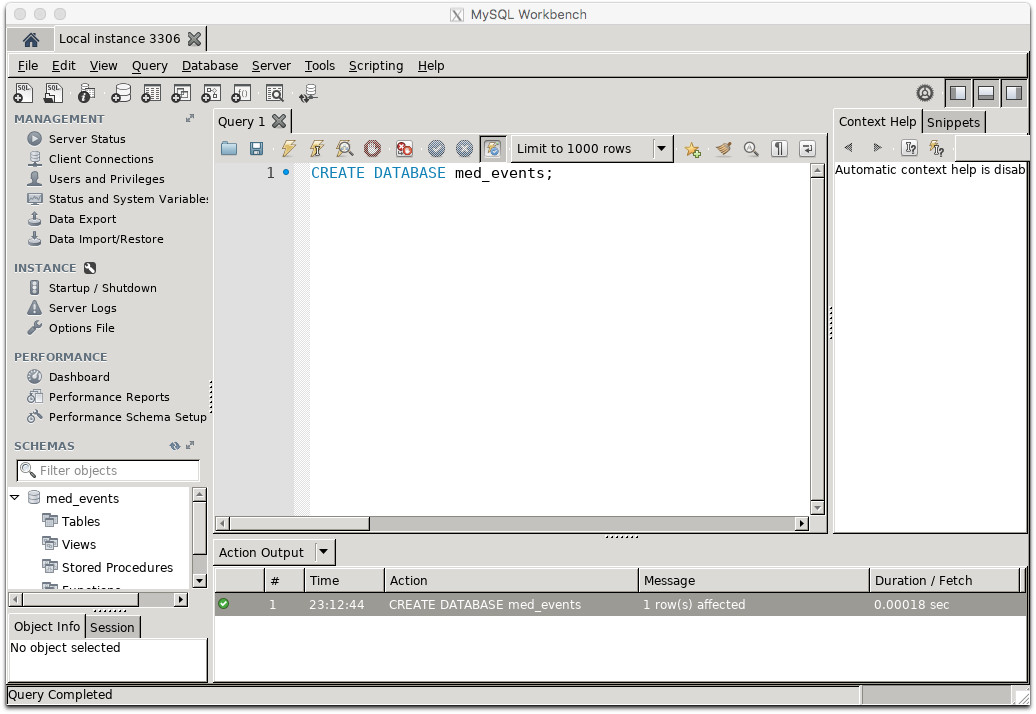 MySQL Workbench
Local instance 3306
File Edit View Query Database Server Tools Scripting Help
MANAGEMENT
Server Status
Client Connections
Users and Privileges
Status and System Variables
Data Export
Data Import/Restore
INSTANCE
Startup / Shutdown
Server Logs
Options File
PERFORMANCE
Dashboard
Performance Reports
Performance Schema Setup
SCHEMAS
Filter objects
med_events
Tables
Views
Stored Procedures
Functions
Object Info Session
No object selected
Query 1
Limit to 1000 rows
1 CREATE DATABASE med_events;
Context Help Snippets
Automatic context help is disab
Action Output
# Time Action Message Duration / Fetch
1 23:12:44 CREATE DATABASE med_events 1 row(s) affected 0.00018 sec
Query Completed